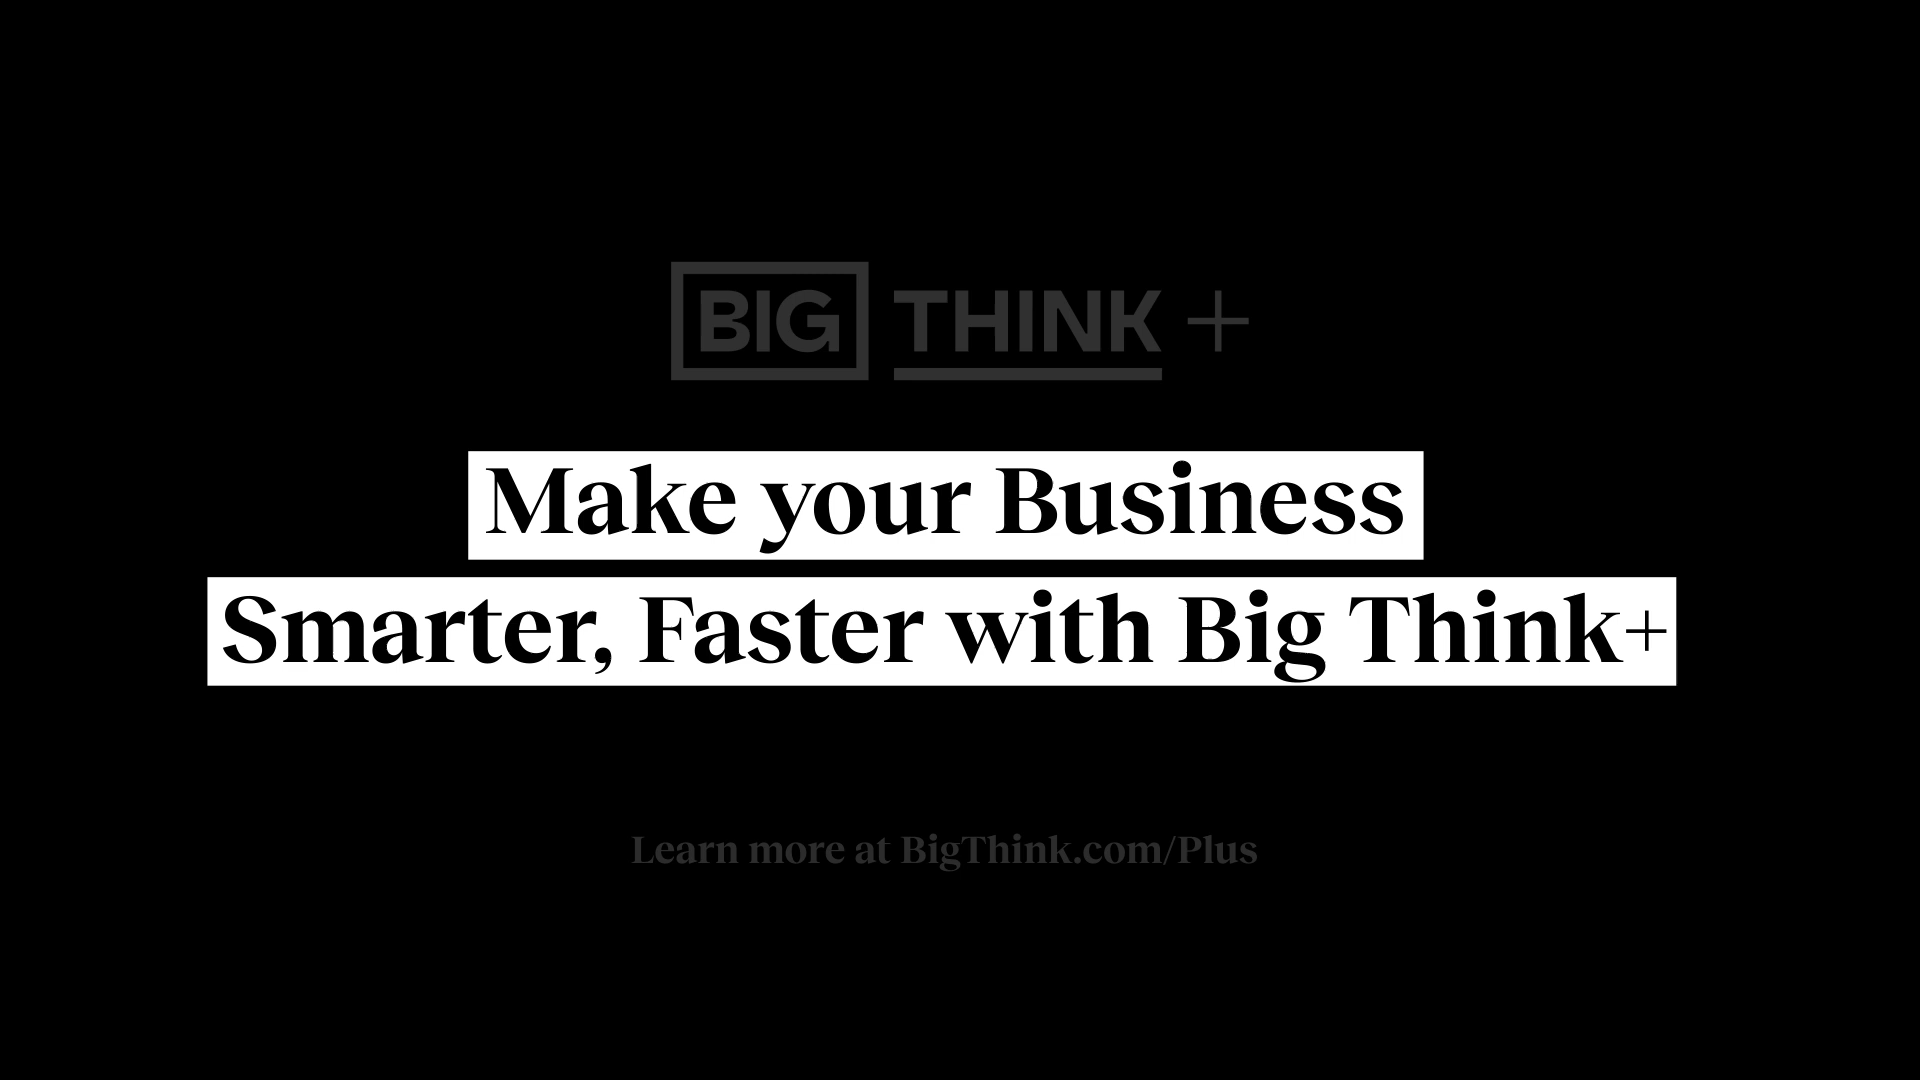 BIG THINK +
Make your Business
Smarter, Faster with Big Think+
Learn more at BigThink.com/Plus